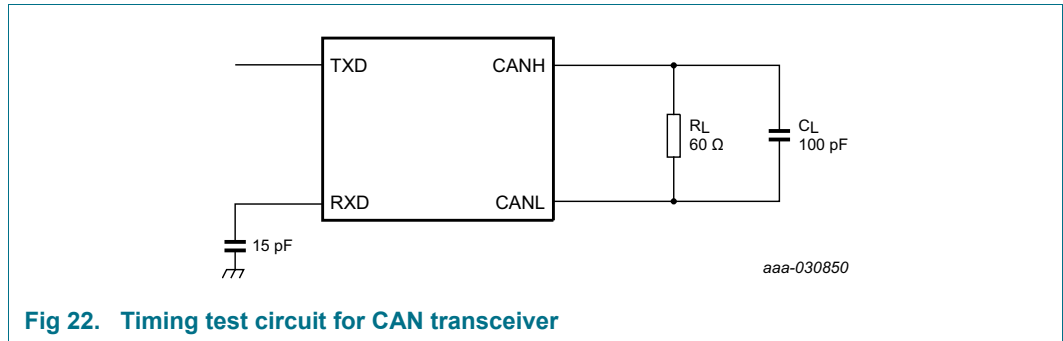 TXD
CANH
RL
60 Ω
CL
100 pF
RXD
CANL
15 pF
aaa-030850
Fig 22. Timing test circuit for CAN transceiver